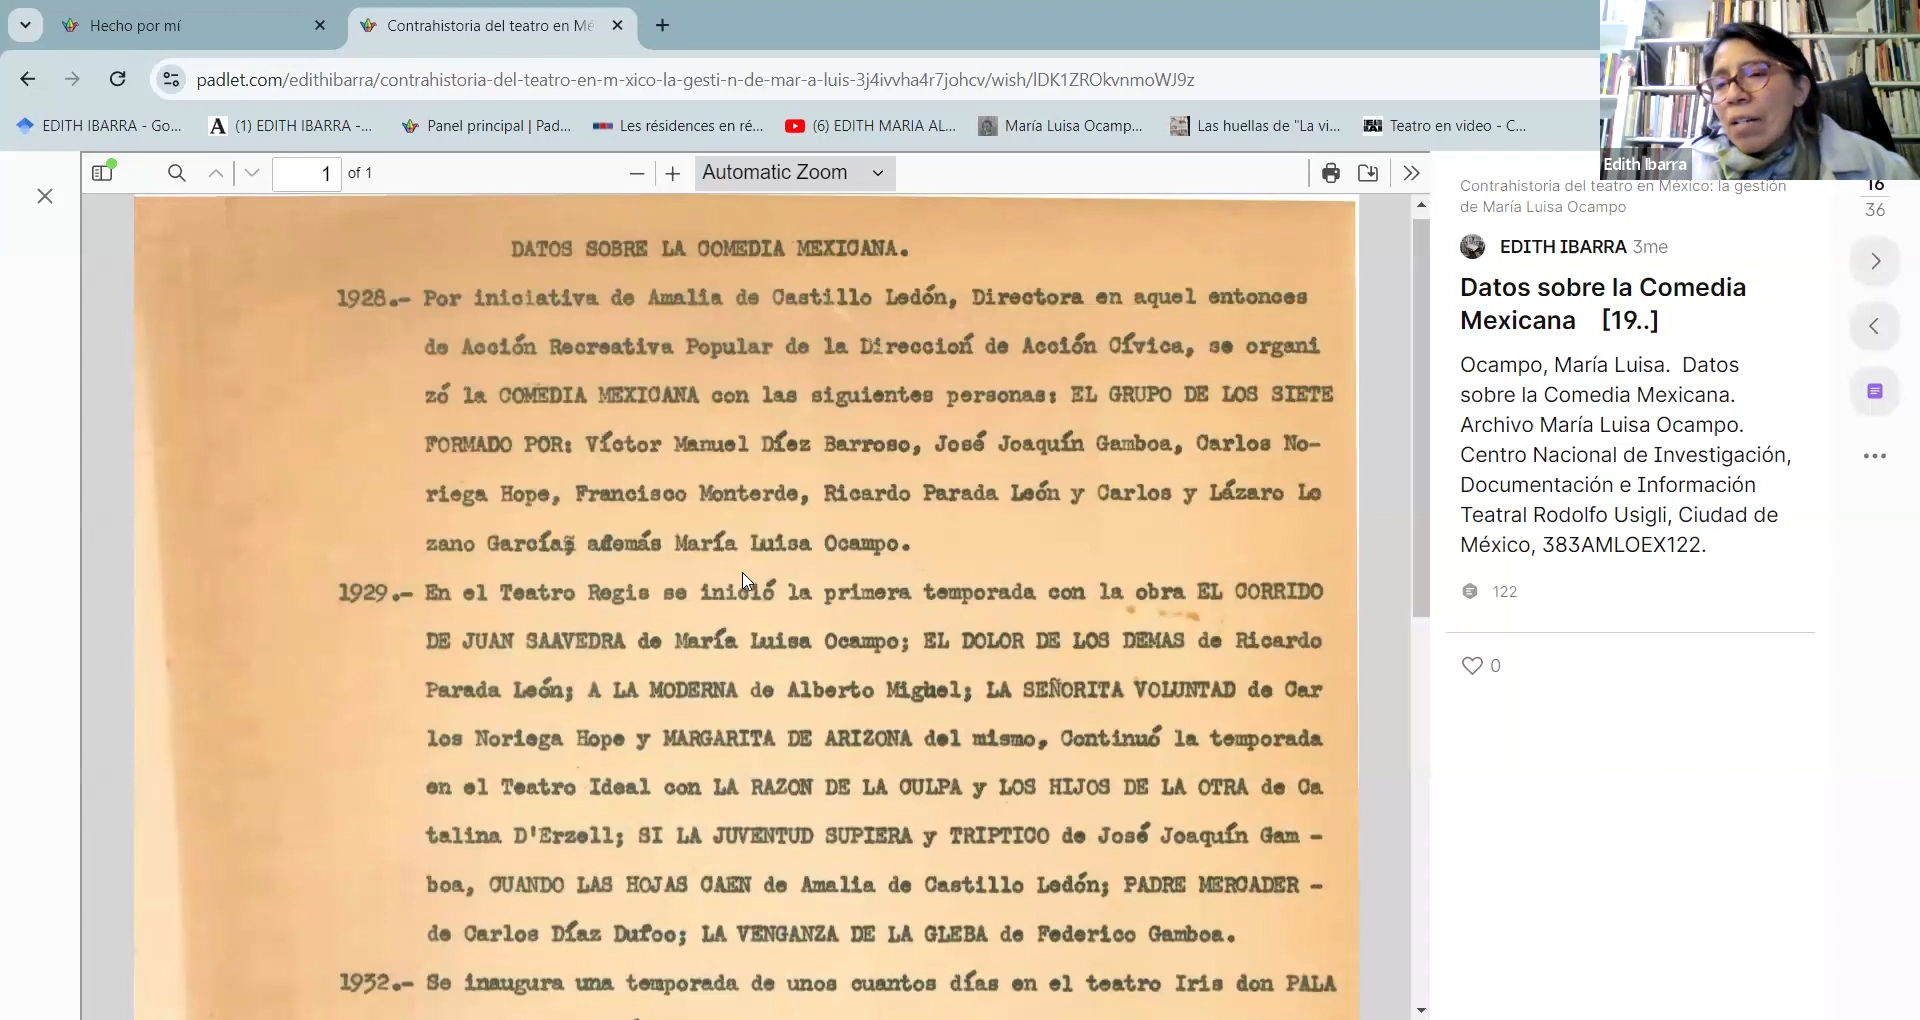 Hecho por mí
Contrahistoria del teatro en Mé
padlet.com/edithibarra/contrahistoria-del-teatro-en-m-xico-la-gesti-n-de-mar-a-luis-3j4ivvha4r7johcv/wish/lDK1ZROkvnmoWJ9z
EDITH IBARRA - Go...
A (1) EDITH IBARRA -...
Panel principal | Pad...
Les résidences en ré...
(6) EDITH MARIA AL...
María Luisa Ocamp...
Las huellas de "La vi...
Teatro en video - C...
Edith Ibarra
1 of 1
Automatic Zoom
DATOS SOBRE LA COMEDIA MEXICANA.
1928.- Por iniciativa de Amalia de Castillo Ledón, Directora en aquel entonces
de Acción Recreativa Popular de la Direccioń de Acción Cívica, se organi
zó la COMEDIA MEXICANA con las siguientes personas: EL GRUPO DE LOS SIETE
FORMADO POR: Víctor Manuel Díez Barroso, José Joaquín Gamboa, Carlos No-
riega Hope, Francisco Monterde, Ricardo Parada León y Carlos y Lázaro Lo
zano García; además María Luisa Ocampo.
1929.- En el Teatro Regis se inició la primera temporada con la obra EL CORRIDO
DE JUAN SAAVEDRA de María Luisa Ocampo; EL DOLOR DE LOS DEMAS de Ricardo
Parada León; A LA MODERNA de Alberto Miguel; LA SEÑORITA VOLUNTAD de Car
los Noriega Hope y MARGARITA DE ARIZONA del mismo, Continuó la temporada
en el Teatro Ideal con LA RAZON DE LA CULPA y LOS HIJOS DE LA OTRA de Ca
talina D'Erzell; SI LA JUVENTUD SUPIERA y TRIPTICO de José Joaquín Gam -
boa, CUANDO LAS HOJAS CAEN de Amalia de Castillo Ledón; PADRE MERCADER -
de Carlos Díaz Dufoo; LA VENGANZA DE LA GLEBA de Federico Gamboa.
1932.- Se inaugura una temporada de unos cuantos días en el teatro Iris don PALA
Contrahistoria del teatro en México: la gestión
de María Luisa Ocampo
16
36
EDITH IBARRA 3me
Datos sobre la Comedia
Mexicana [19..]
Ocampo, María Luisa. Datos
sobre la Comedia Mexicana.
Archivo María Luisa Ocampo.
Centro Nacional de Investigación,
Documentación e Información
Teatral Rodolfo Usigli, Ciudad de
México, 383AMLOEX122.
122
0